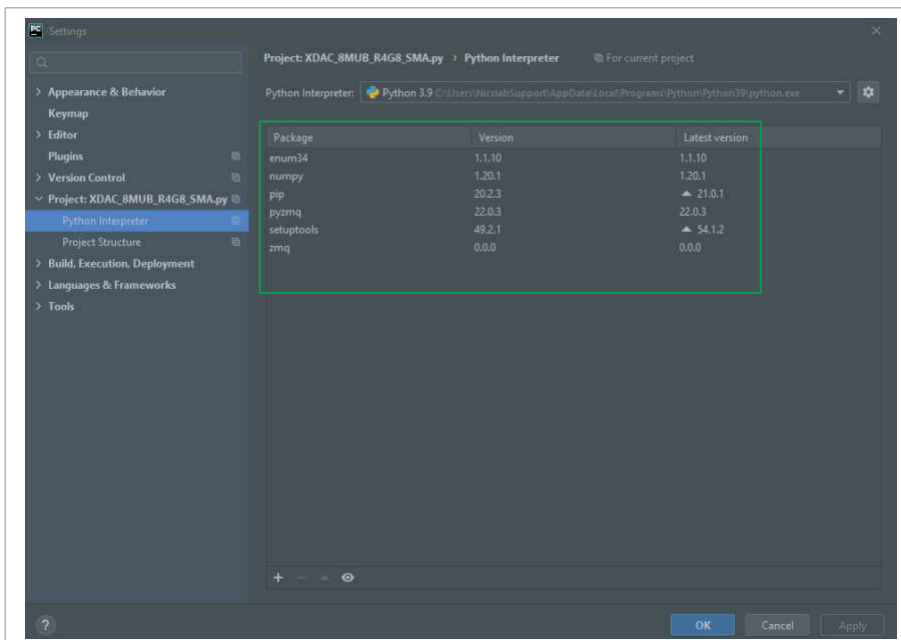 PC Settings
Project: XDAC_8MUB_R4G8_SMA.py › Python Interpreter For current project
Python Interpreter: Python 3.9 C:\Users\NicslabSupport\AppData\Local\Programs\Python\Python39\python.exe
Appearance & Behavior
Keymap
Editor
Plugins
Version Control
Project: XDAC_8MUB_R4G8_SMA.py
Python Interpreter
Project Structure
Build, Execution, Deployment
Languages & Frameworks
Tools
Package Version Latest version
enum34 1.1.10 1.1.10
numpy 1.20.1 1.20.1
pip 20.2.3 ▲ 21.0.1
pyzmq 22.0.3 22.0.3
setuptools 49.2.1 ▲ 54.1.2
zmq 0.0.0 0.0.0
?
OK Cancel Apply